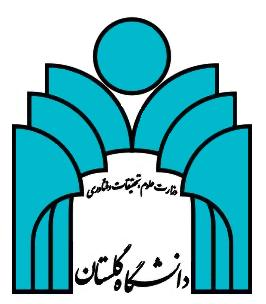 وزارت علوم تحقیقات و فناوری
دانشگاه گلستان